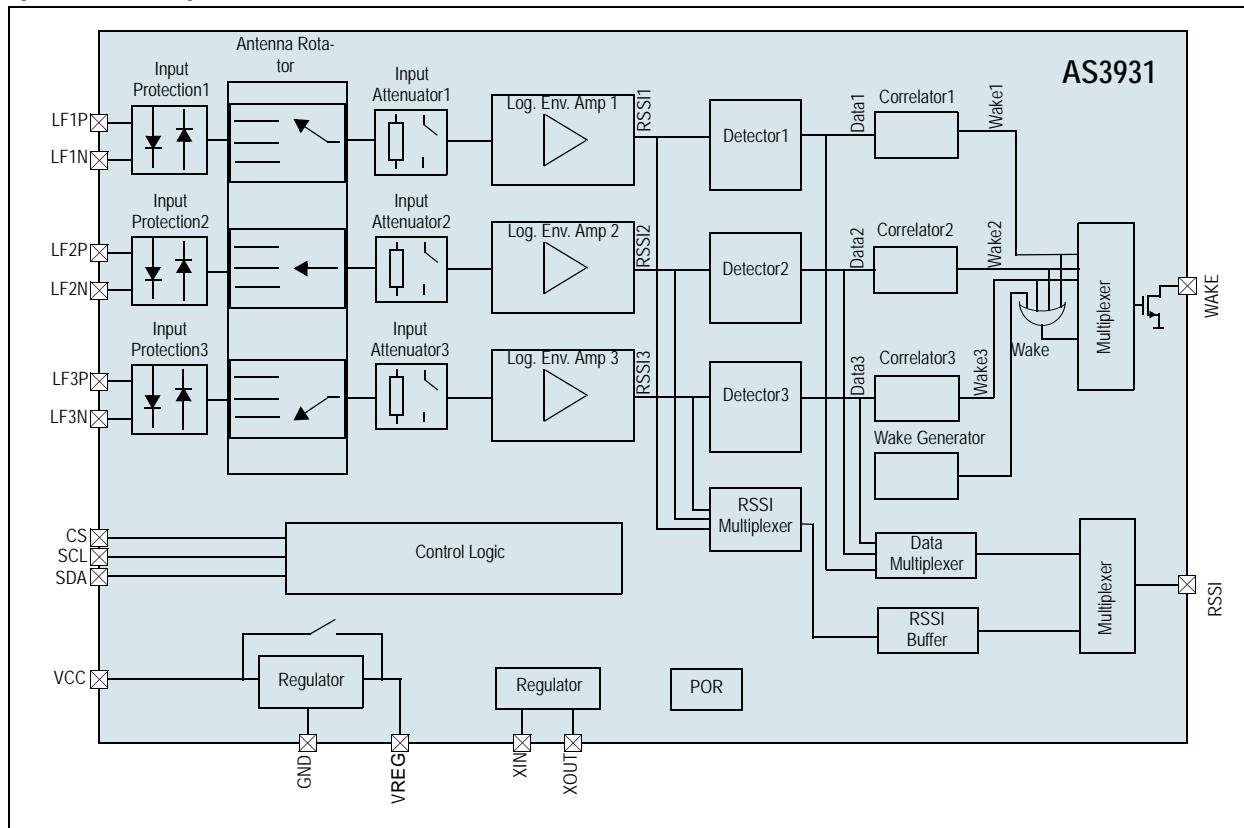 AS3931
Antenna Rota-
tor
Input
Protection1
Input
Attenuator1
Log. Env. Amp 1
RSSI1
Detector1
Data1
Correlator1
Wake1
LF1P
LF1N
Input
Protection2
Input
Attenuator2
Log. Env. Amp 2
RSSI2
Detector2
Data2
Correlator2
Wake2
LF2P
LF2N
Multiplexer
WAKE
Input
Protection3
Input
Attenuator3
Log. Env. Amp 3
RSSI3
Detector3
Data3
Correlator3
Wake3
Wake
LF3P
LF3N
Wake Generator
RSSI
Multiplexer
CS
SCL
SDA
Control Logic
Data
Multiplexer
Multiplexer
RSSI
RSSI
Buffer
VCC
Regulator
Regulator
POR
GND
VREG
XIN
XOUT